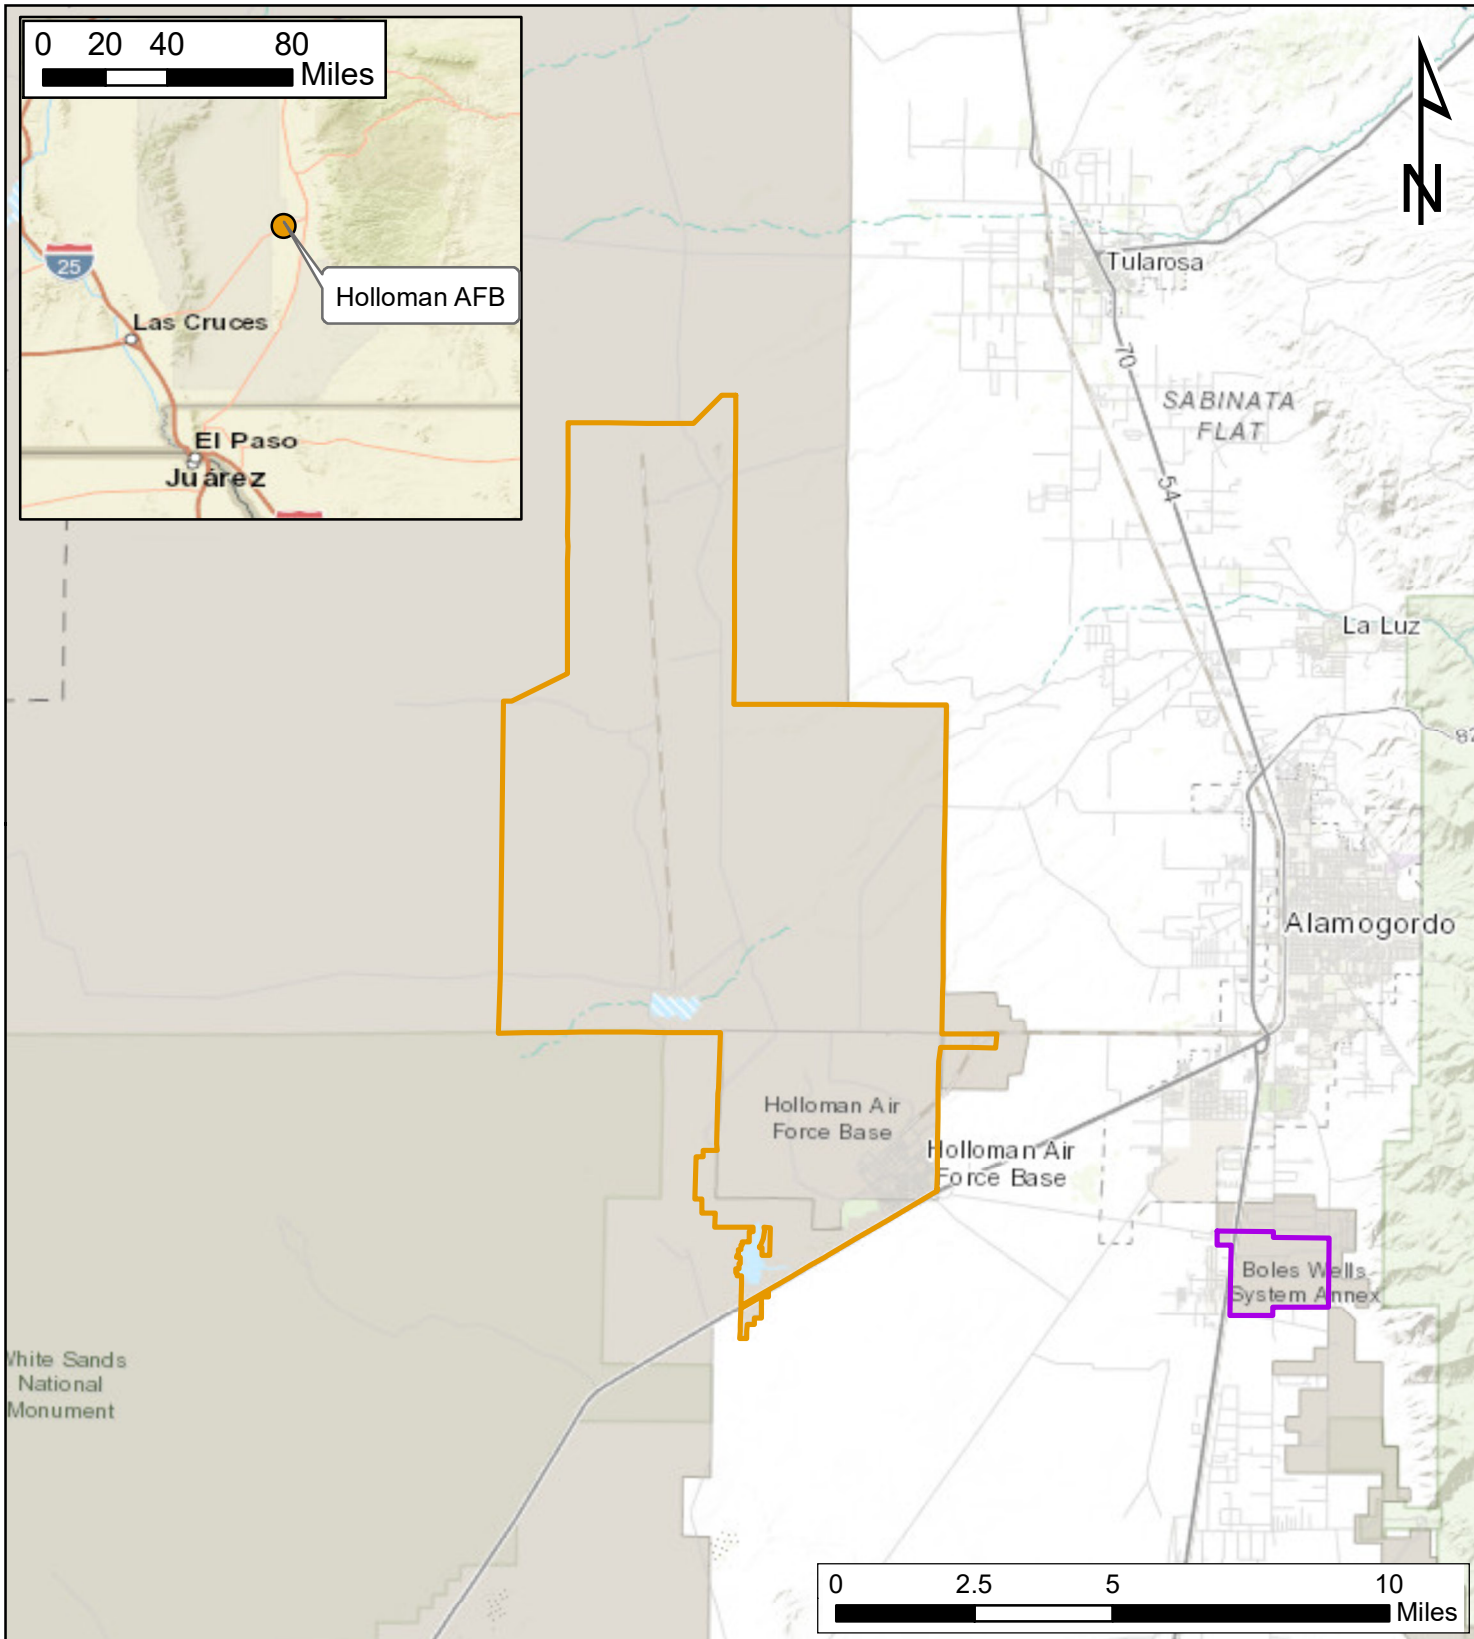 0 20 40 80
Miles
25
Holloman AFB
Las Cruces
El Paso
Juárez
N
Tularosa
70
SABINATA
FLAT
54
La Luz
82
Alamogordo
Holloman Air
Force Base
Holloman Air
Force Base
Boles Wells
System Annex
White Sands
National
Monument
0 2.5 5 10
Miles